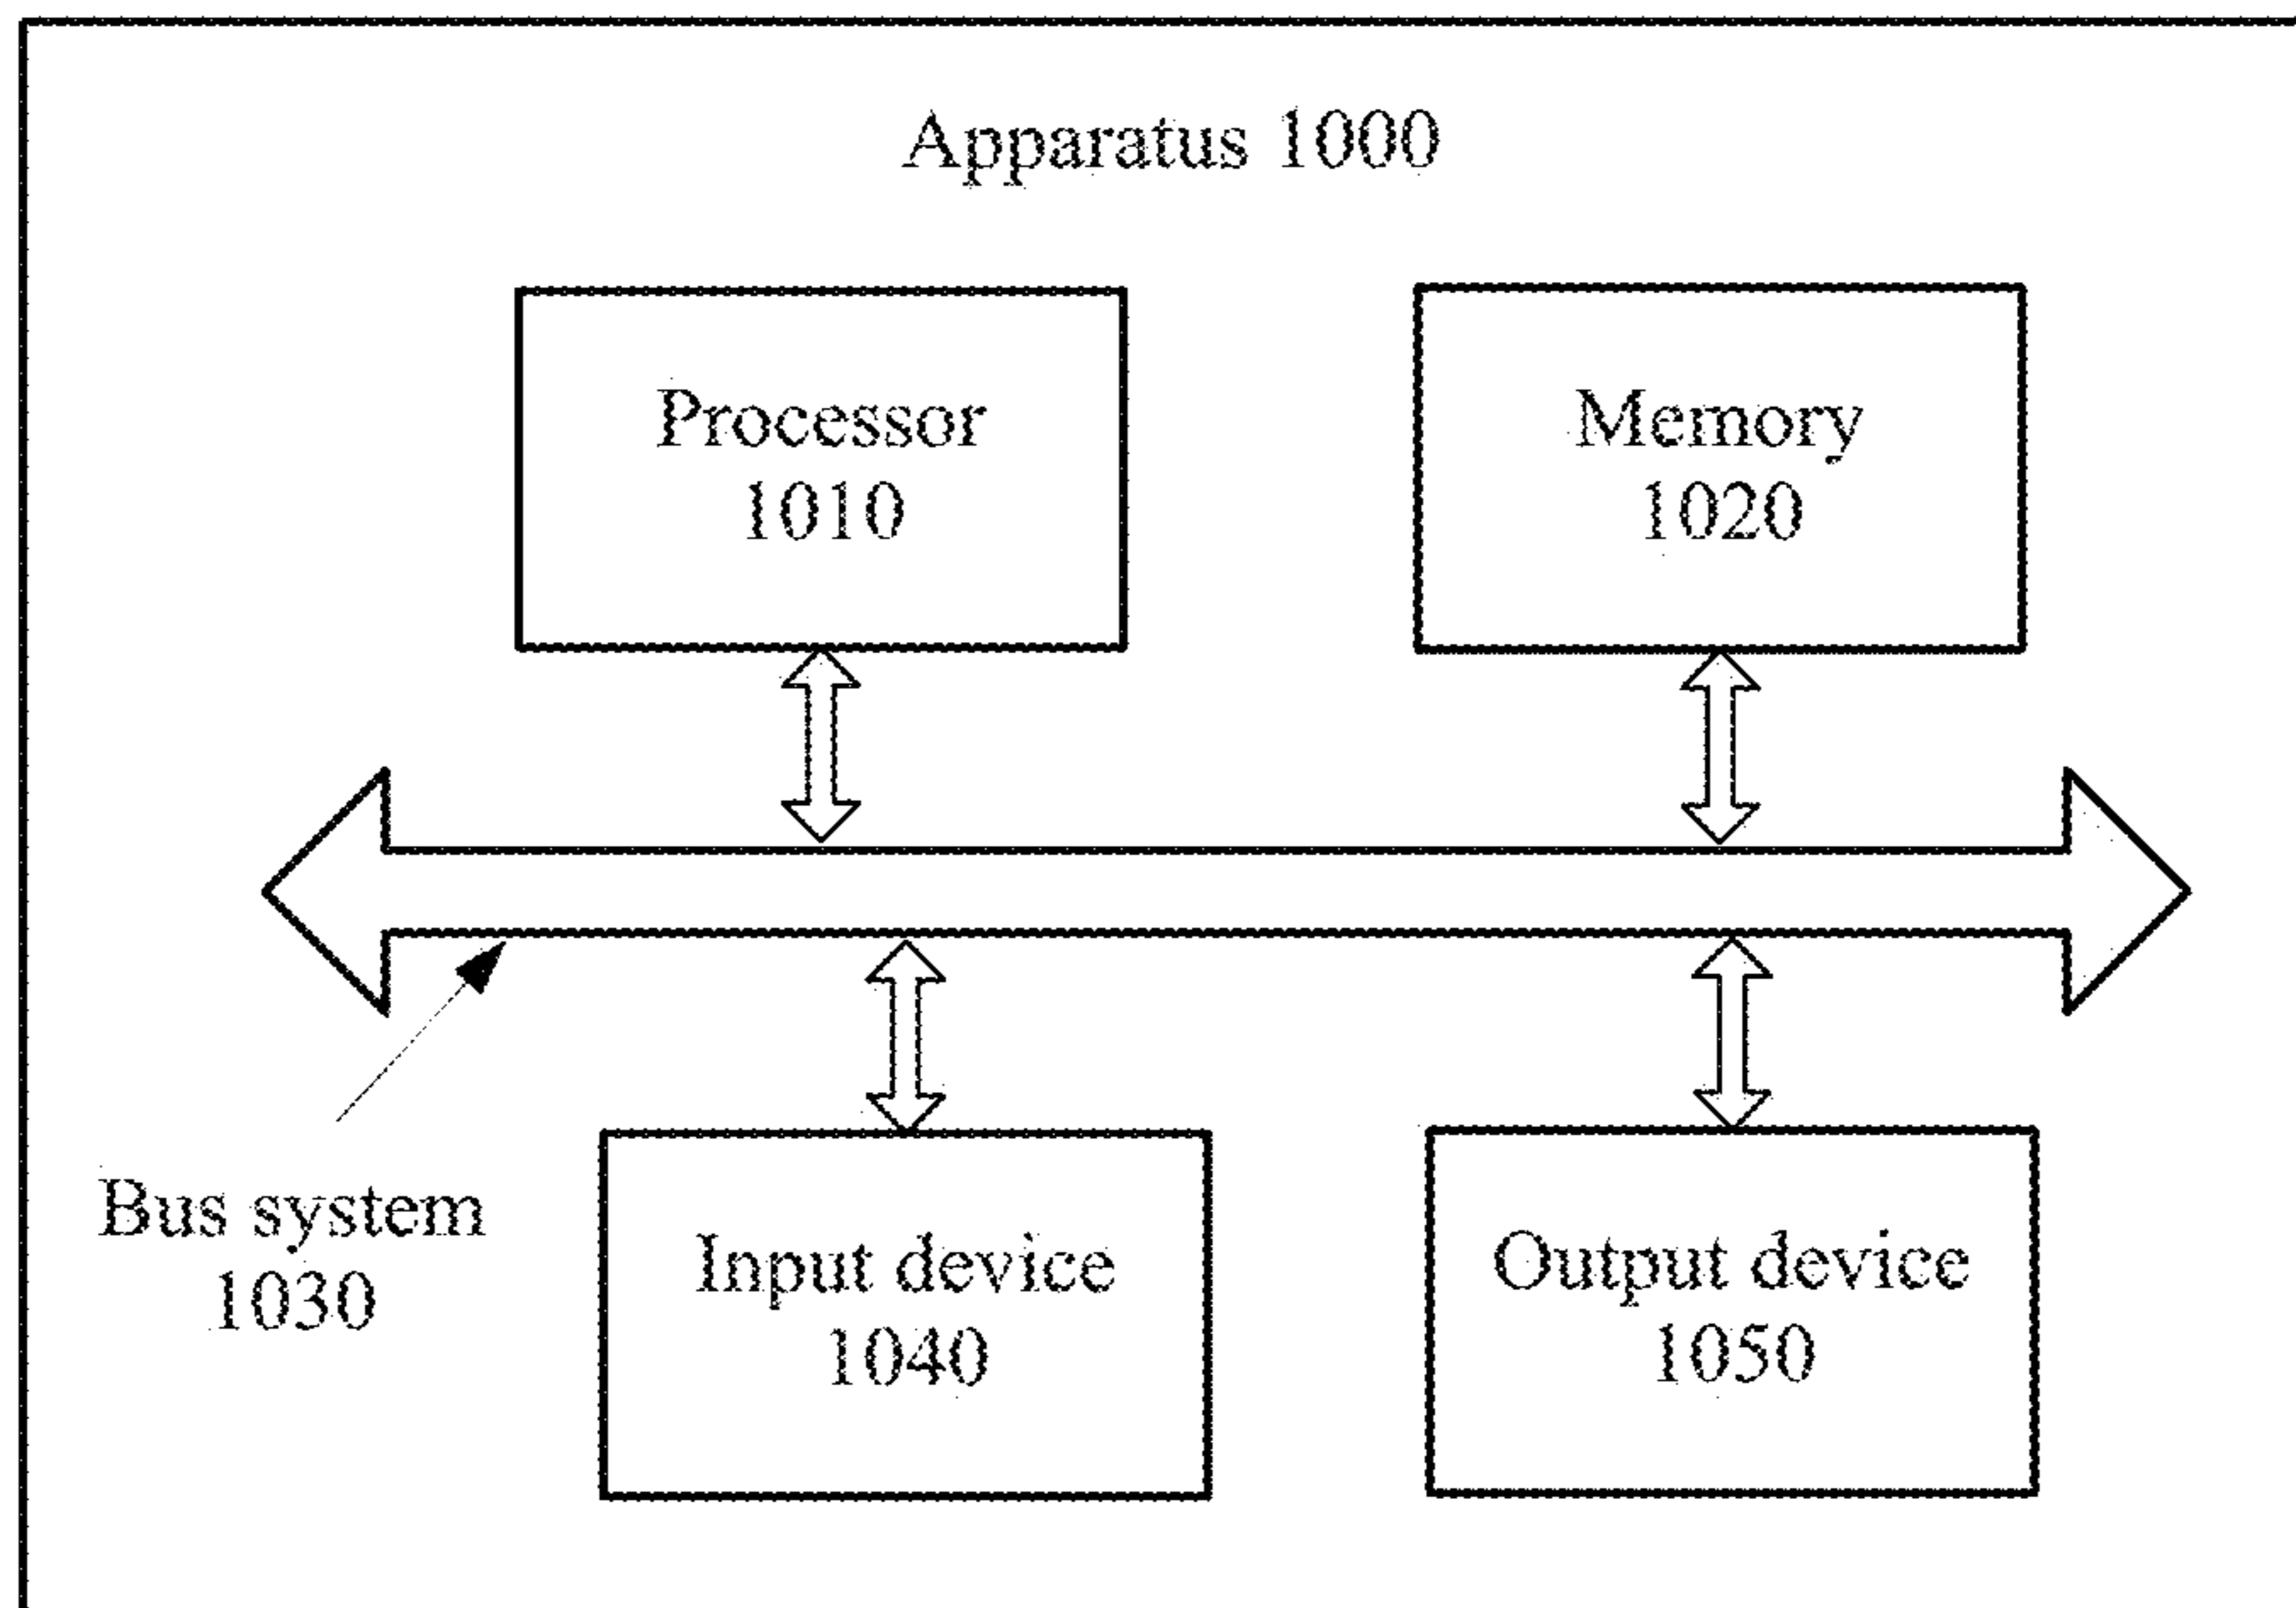 Apparatus 1000
Processor
1010
Memory
1020
Bus system
1030
Input device
1040
Output device
1050